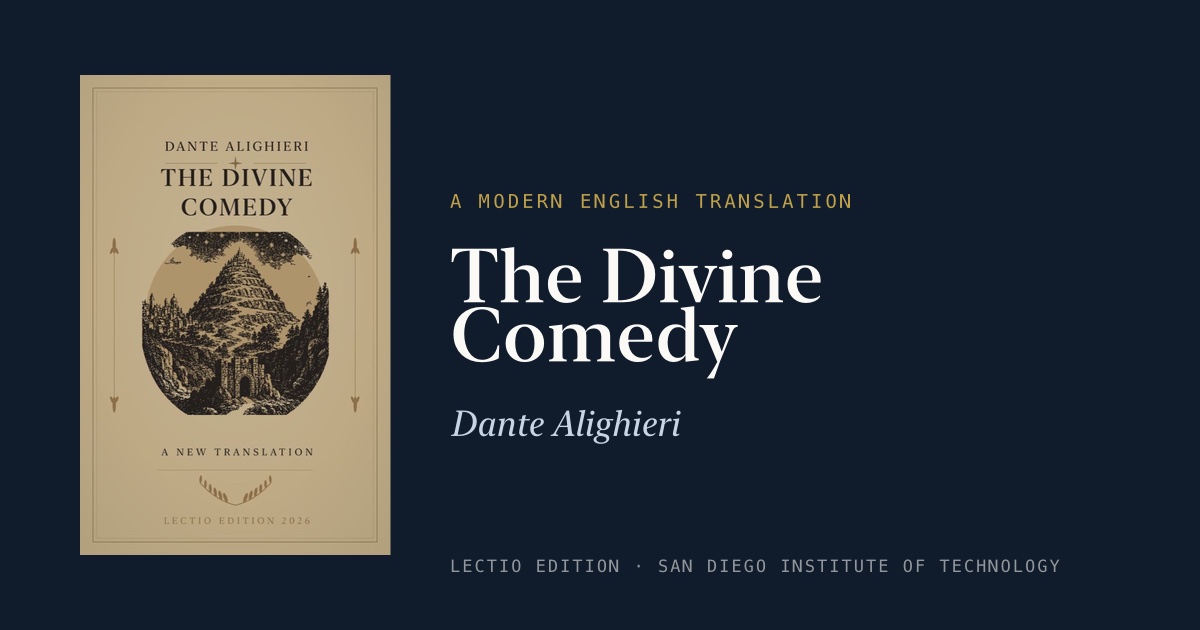 DANTE ALIGHIERI
THE DIVINE
COMEDY
A NEW TRANSLATION
LECTIO EDITION 2026
A MODERN ENGLISH TRANSLATION
The Divine
Comedy
Dante Alighieri
LECTIO EDITION · SAN DIEGO INSTITUTE OF TECHNOLOGY